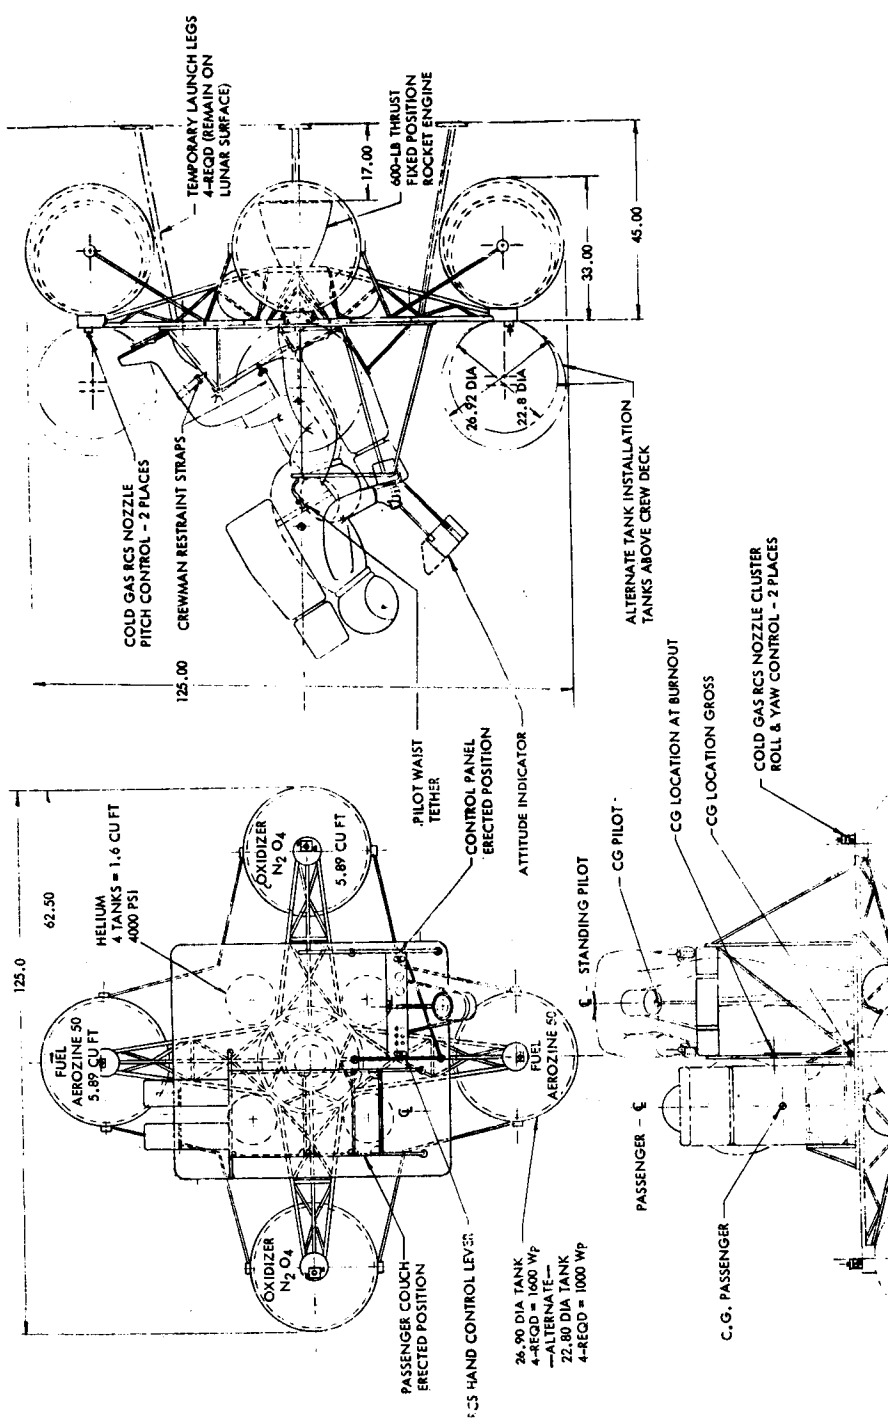 TEMPORARY LAUNCH LEGS
4-REQD (REMAIN ON
LUNAR SURFACE)
600-LB THRUST
FIXED POSITION
ROCKET ENGINE
17.00
33.00
45.00
26.92 DIA
22.8 DIA
COLD GAS RCS NOZZLE
PITCH CONTROL - 2 PLACES
CREWMAN RESTRAINT STRAPS
125.00
ALTERNATE TANK INSTALLATION
TANKS ABOVE CREW DECK
PILOT WAIST
TETHER
ATTITUDE INDICATOR
CONTROL PANEL
ERECTED POSITION
125.0
62.50
HELIUM
4 TANKS = 1.6 CU FT
4000 PSI
OXIDIZER
N2 O4
5.89 CU FT
FUEL
AEROZINE 50
5.89 CU FT
FUEL
AEROZINE 50
OXIDIZER
N2 O4
PASSENGER COUCH
ERECTED POSITION
RCS HAND CONTROL LEVER
26.90 DIA TANK
4-REQD = 1600 Wp
—ALTERNATE—
22.80 DIA TANK
4-REQD = 1000 Wp
℄
℄ - STANDING PILOT
CG PILOT -
CG LOCATION AT BURNOUT
CG LOCATION GROSS
COLD GAS RCS NOZZLE CLUSTER
ROLL & YAW CONTROL - 2 PLACES
PASSENGER - ℄
C.G. PASSENGER